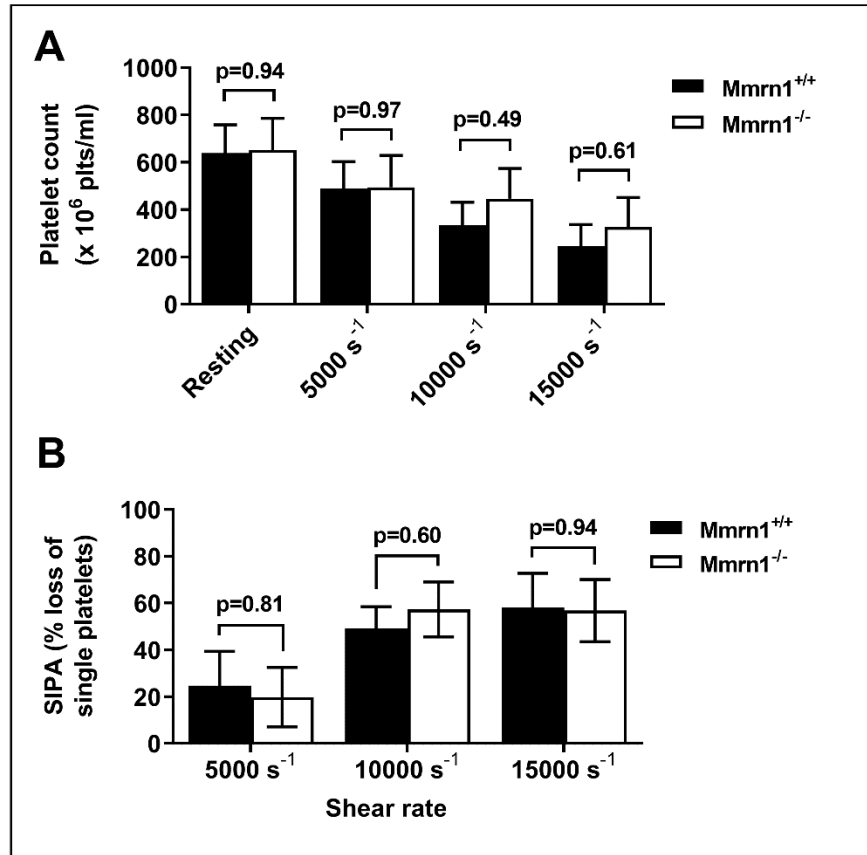 A
Platelet count
(x 10⁶ plts/ml)
1000
800
600
400
200
0
p=0.94
p=0.97
p=0.49
p=0.61
Mmrn1⁺/⁺
Mmrn1⁻/⁻
Resting
5000 s⁻¹
10000 s⁻¹
15000 s⁻¹
B
SIPA (% loss of
single platelets)
100
80
60
40
20
0
p=0.81
p=0.60
p=0.94
Mmrn1⁺/⁺
Mmrn1⁻/⁻
5000 s⁻¹
10000 s⁻¹
15000 s⁻¹
Shear rate